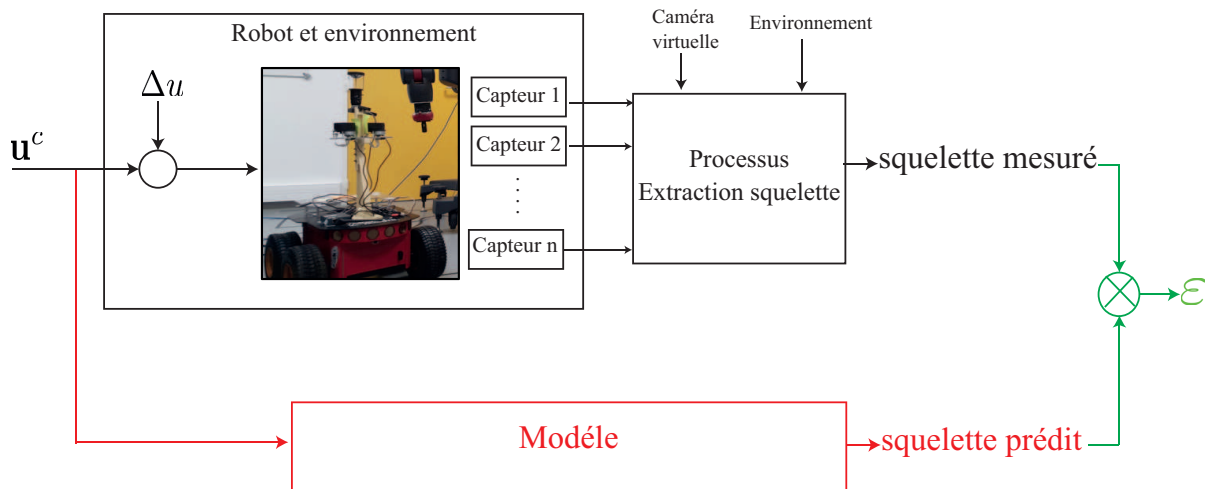 Robot et environnement
Caméra
virtuelle
Environnement
Δu
u^c
Capteur 1
Capteur 2
Capteur n
Processus
Extraction squelette
squelette mesuré
ε
Modéle
squelette prédit